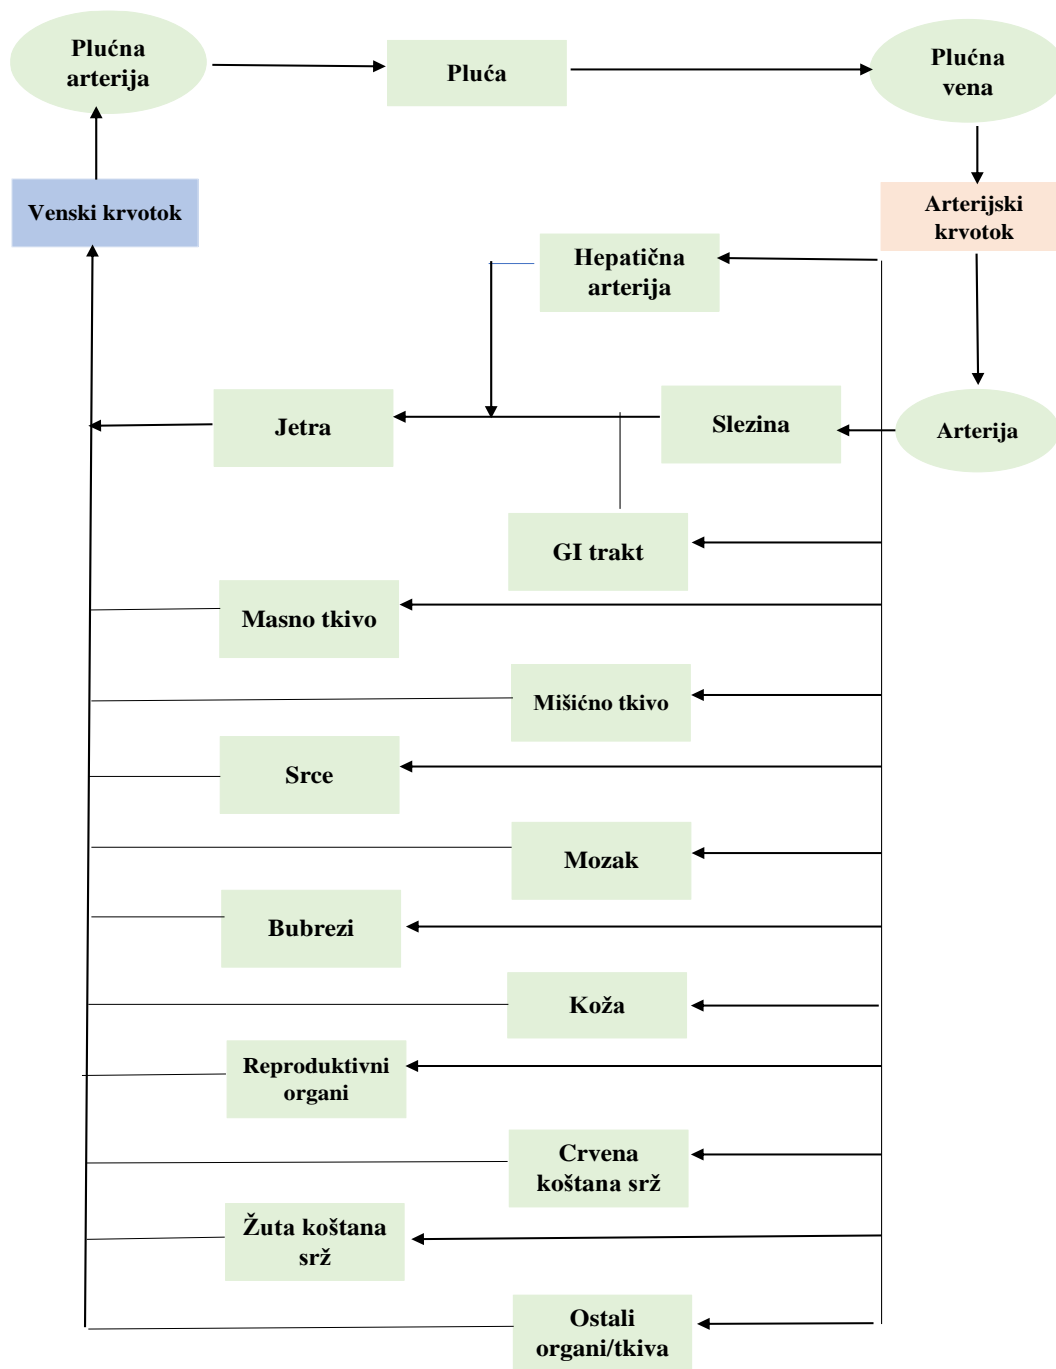 Plućna
arterija
Pluća
Plućna
vena
Venski krvotok
Arterijski
krvotok
Hepatična
arterija
Jetra
Slezina
Arterija
GI trakt
Masno tkivo
Mišićno tkivo
Srce
Mozak
Bubrezi
Koža
Reproduktivni
organi
Crvena
koštana srž
Žuta koštana
srž
Ostali
organi/tkiva